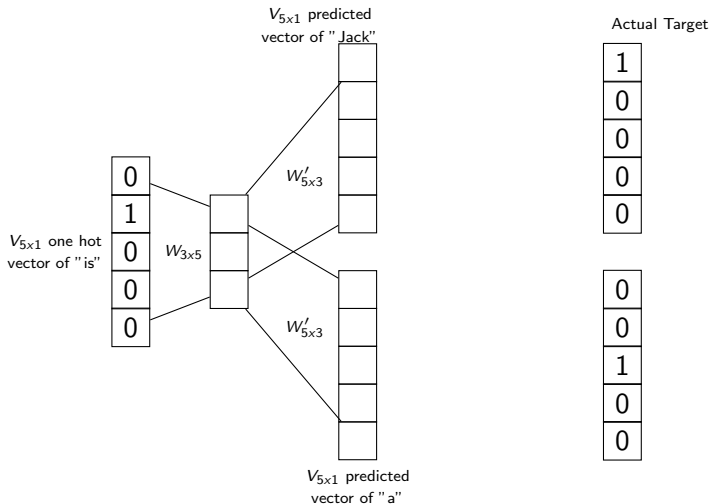 V5x1 predicted
vector of "Jack"
Actual Target
1
0
0
0
0
W′5x3
0
1
0
0
0
V5x1 one hot
vector of "is"
W3x5
W′5x3
0
0
1
0
0
V5x1 predicted
vector of "a"